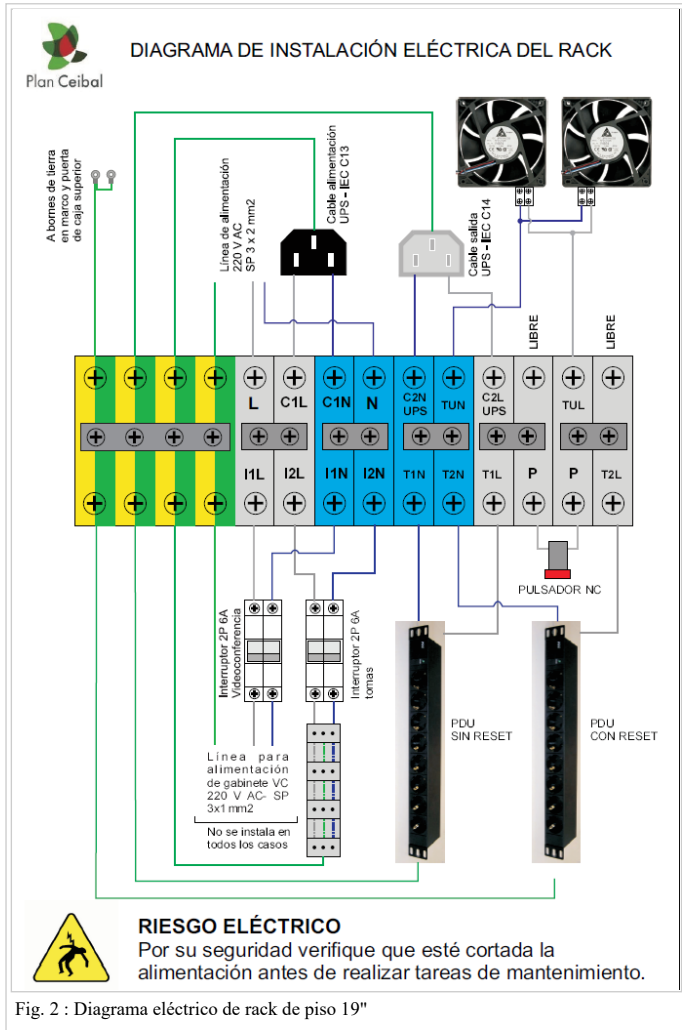 Plan Ceibal
DIAGRAMA DE INSTALACIÓN ELÉCTRICA DEL RACK
A bornes de tierra
en marco y puerta
de caja superior
Línea de alimentación
220 V AC
SP 3 x 2 mm2
Cable alimentación
UPS - IEC C13
Cable salida
UPS - IEC C14
LIBRE
LIBRE
L
C1L
C1N
N
C2N
UPS
TUN
C2L
UPS
TUL
I1L
I2L
I1N
I2N
T1N
T2N
T1L
P
P
T2L
PULSADOR NC
Interruptor 2P 6A
Videoconferencia
Interruptor 2P 6A
tomas
PDU
SIN RESET
PDU
CON RESET
Línea para
alimentación
de gabinete VC
220 V AC- SP
3x1 mm2
No se instala en
todos los casos
RIESGO ELÉCTRICO
Por su seguridad verifique que esté cortada la
alimentación antes de realizar tareas de mantenimiento.
Fig. 2 : Diagrama eléctrico de rack de piso 19"